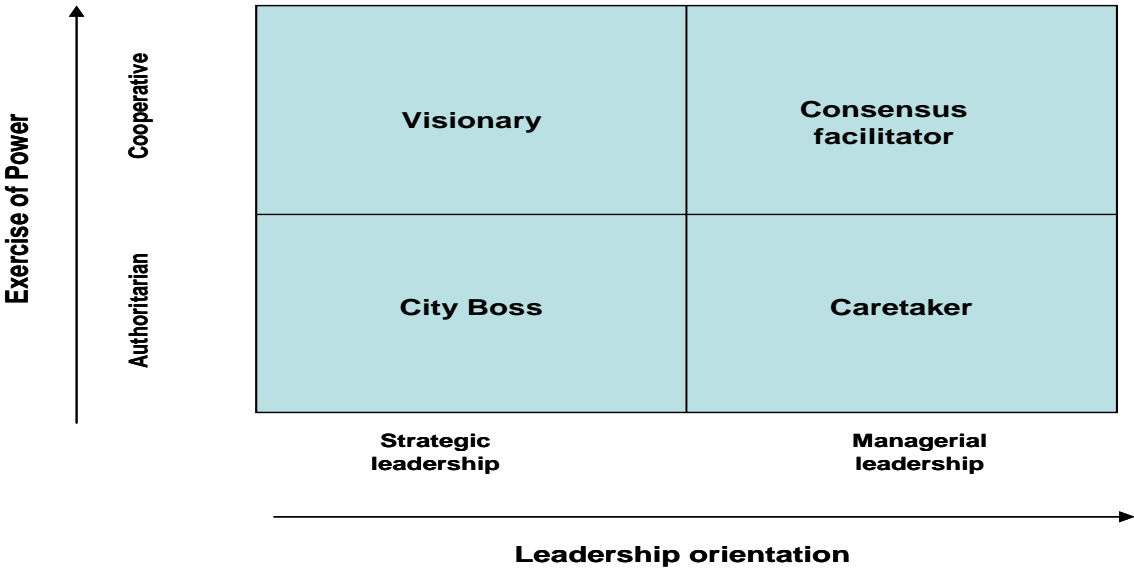 Exercise of Power
Cooperative
Authoritarian
Visionary
Consensus
facilitator
City Boss
Caretaker
Strategic
leadership
Managerial
leadership
Leadership orientation